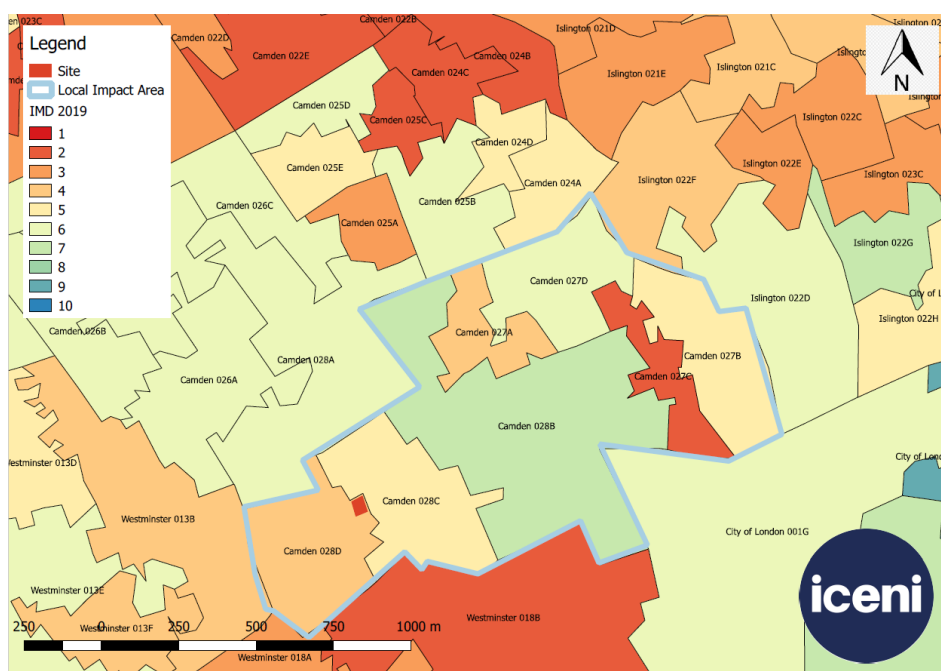 Legend
Site
Local Impact Area
IMD 2019
1
2
3
4
5
6
7
8
9
10
N
Camden 022D
Camden 022B
Camden 022E
Camden 024C
Camden 024B
Islington 021D
Islington 021E
Islington 021C
Camden 025D
Camden 025C
Islington 022C
Camden 024D
Camden 025E
Camden 024A
Islington 022E
Islington 023C
Islington 022F
Camden 026C
Camden 025B
Camden 025A
Islington 022G
Camden 027D
Islington 022D
Islington 022H
Camden 026B
Camden 027A
Camden 028A
Camden 027B
Camden 026A
Camden 027C
Camden 028B
Westminster 013D
Camden 028C
Westminster 013B
City of London 001G
Camden 028D
Westminster 013E
iceni
Westminster 013F
Westminster 018B
250 0 250 500 750 1000 m
Westminster 018A